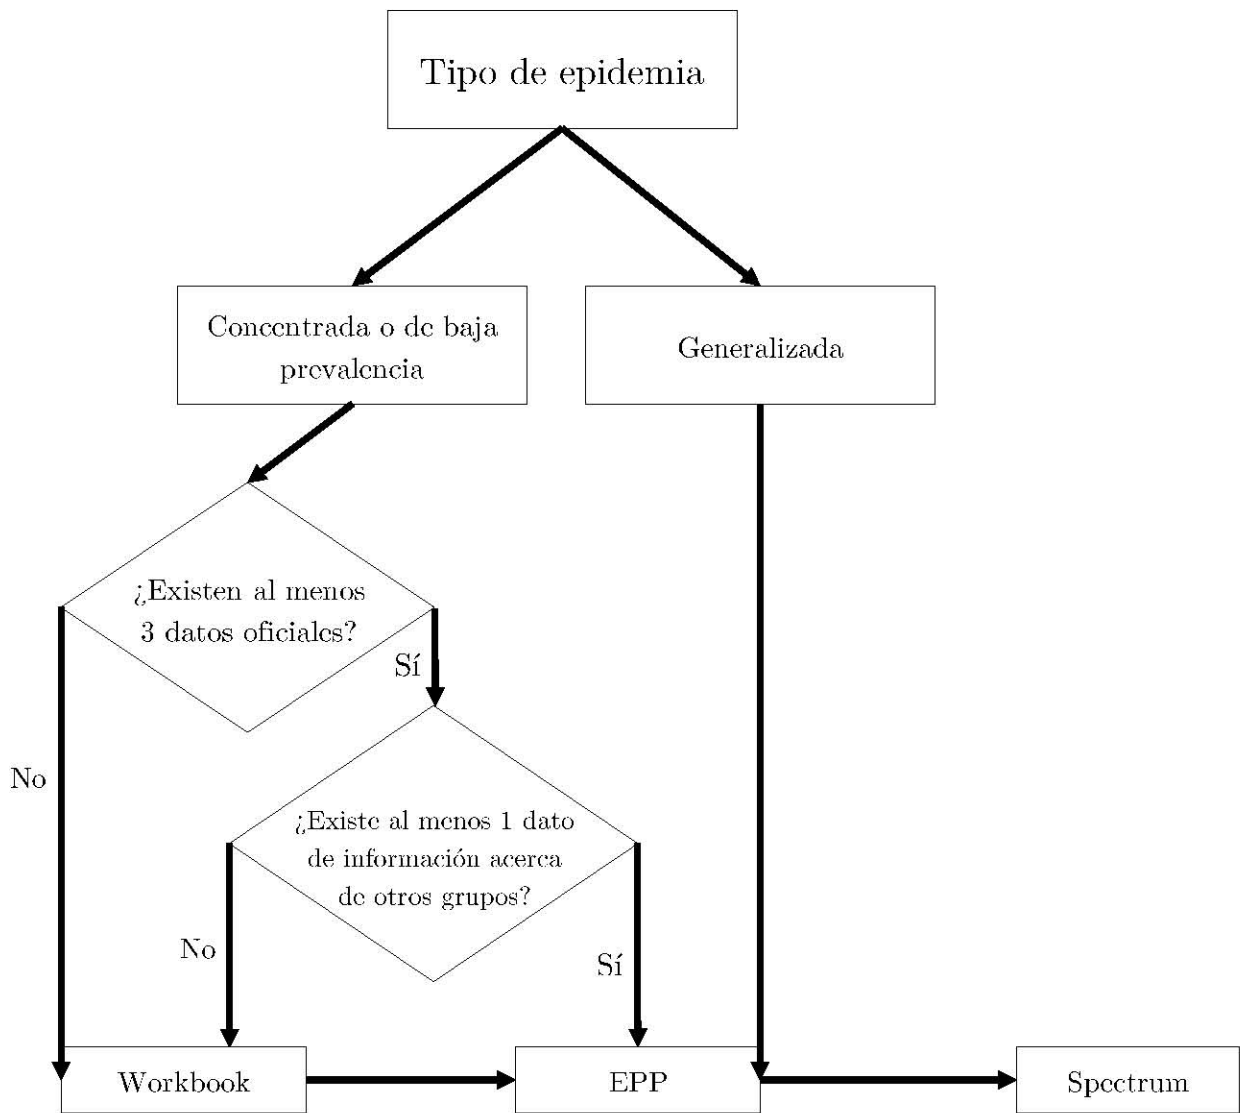 Tipo de epidemia
Concentrada o de baja
prevalencia
Generalizada
¿Existen al menos
3 datos oficiales?
Sí
No
¿Existe al menos 1 dato
de información acerca
de otros grupos?
No
Sí
Workbook
EPP
Spectrum